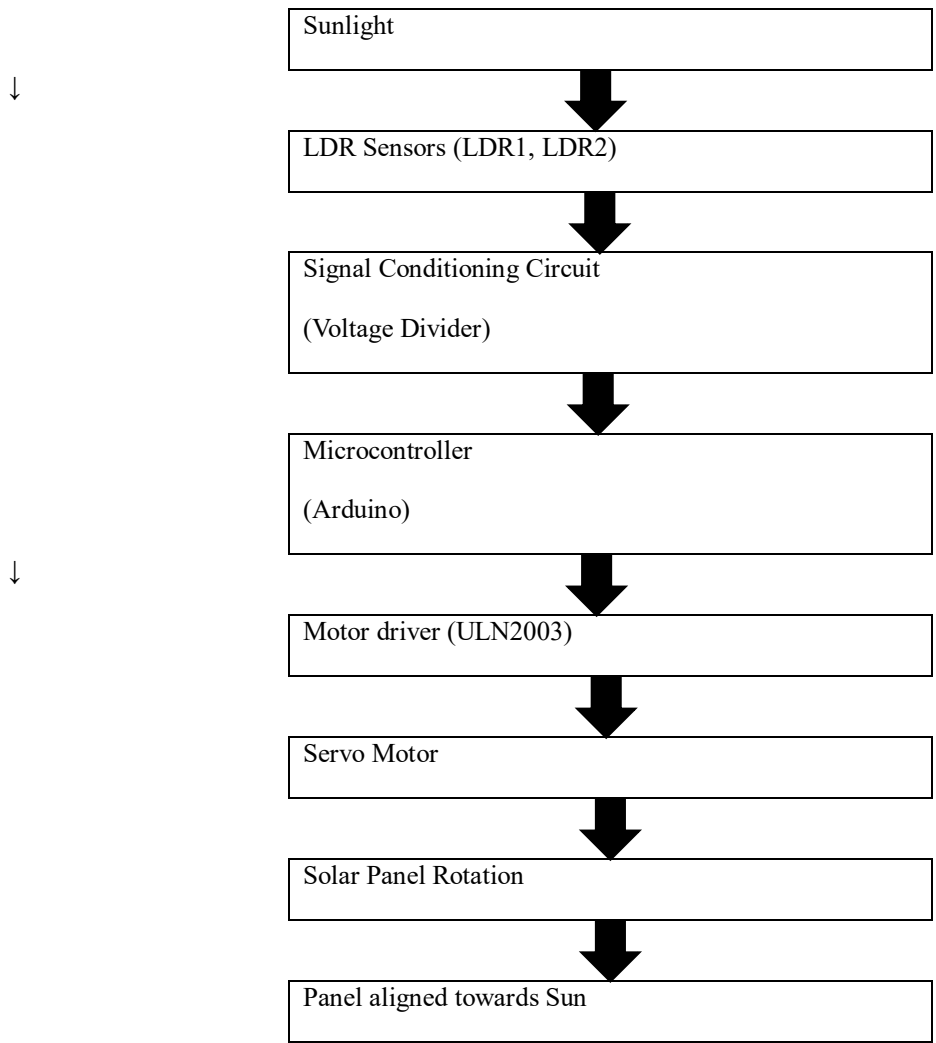 Sunlight
↓
LDR Sensors (LDR1, LDR2)
Signal Conditioning Circuit
(Voltage Divider)
Microcontroller
(Arduino)
↓
Motor driver (ULN2003)
Servo Motor
Solar Panel Rotation
Panel aligned towards Sun